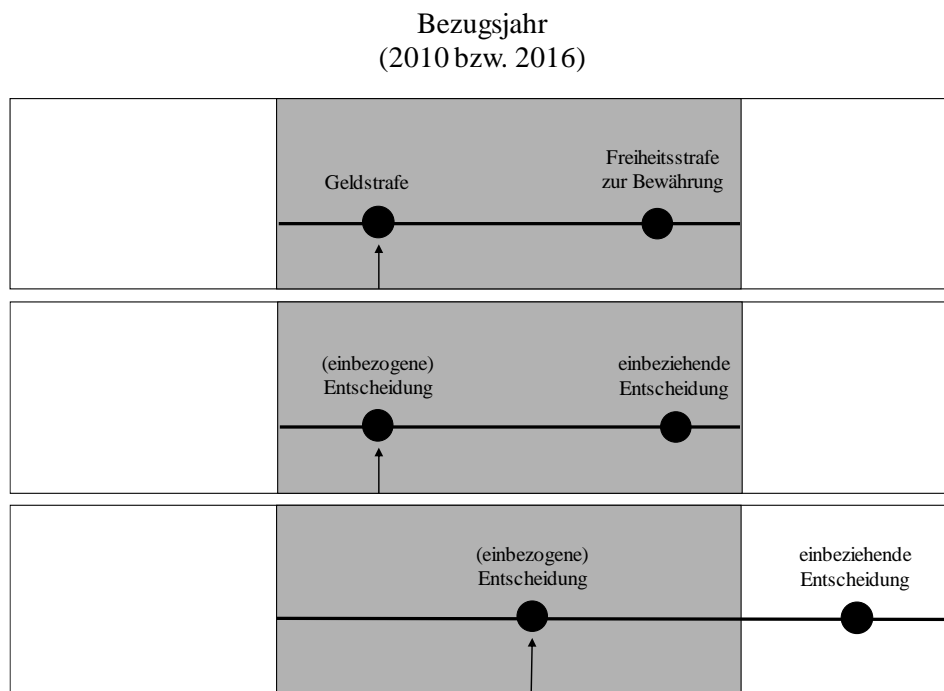 Bezugsjahr
(2010 bzw. 2016)
Geldstrafe
Freiheitsstrafe
zur Bewährung
(einbezogene)
Entscheidung
einbeziehende
Entscheidung
(einbezogene)
Entscheidung
einbeziehende
Entscheidung